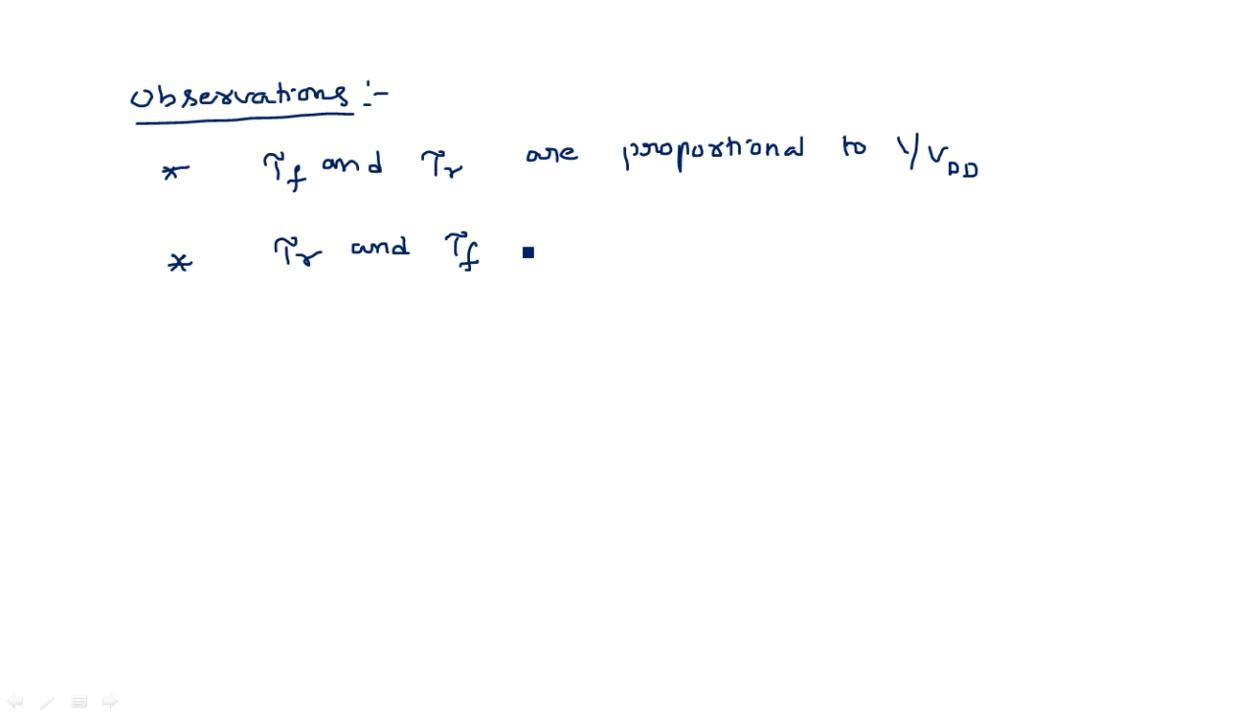 Observations :-
* τf and τr are proportional to 1/VDD
* τr and τf